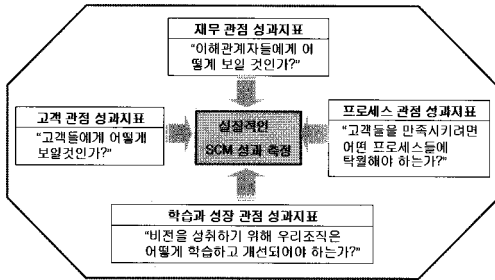 재무 관점 성과지표
“이해관계자들에게 어
떻게 보일 것인가?”
고객 관점 성과지표
“고객들에게 어떻게
보일것인가?”
실질적인
SCM 성과 측정
프로세스 관점 성과지표
“고객들을 만족시키려면
어떤 프로세스들에
탁월해야 하는가?”
학습과 성장 관점 성과지표
“비전을 성취하기 위해 우리조직은
어떻게 학습하고 개선되어야 하는가?”